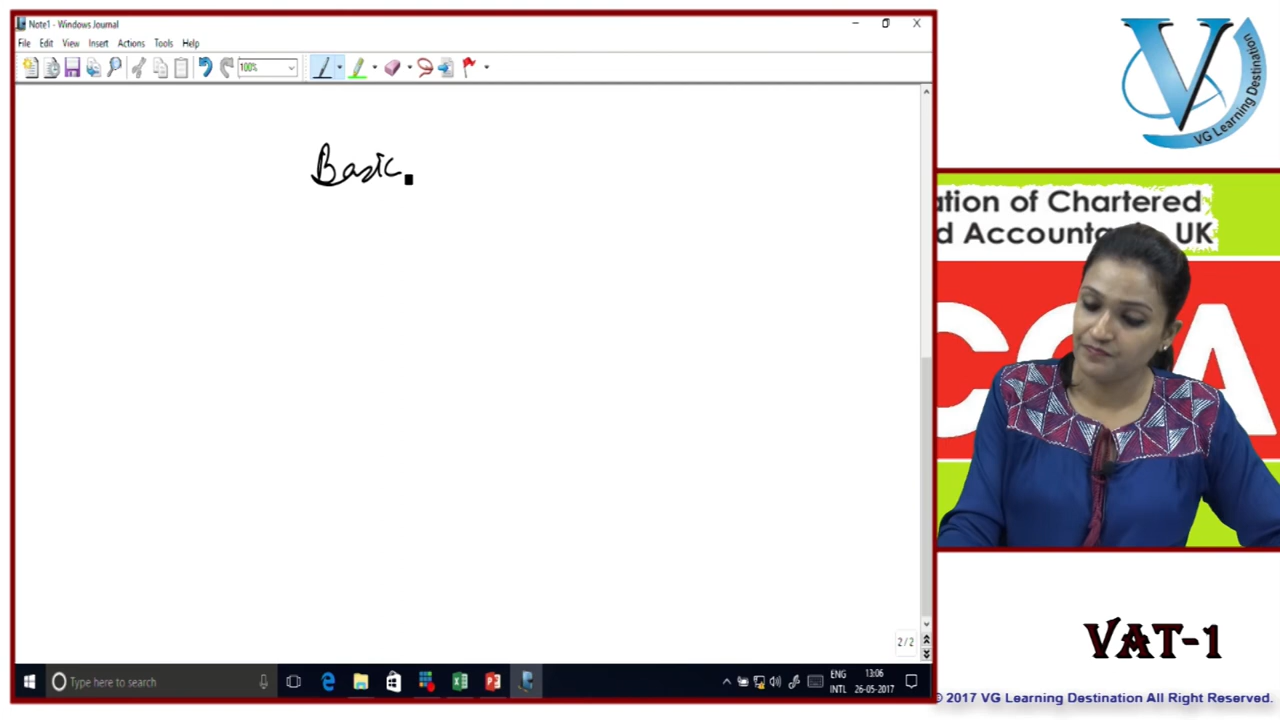 Note1 - Windows Journal
File Edit View Insert Actions Tools Help
100%
Basic
2 / 2
Type here to search
ENG
INTL
13:06
26-05-2017
V
VG Learning Destination
ation of Chartered
d Accounta UK
CCA
VAT-1
© 2017 VG Learning Destination All Right Reserved.